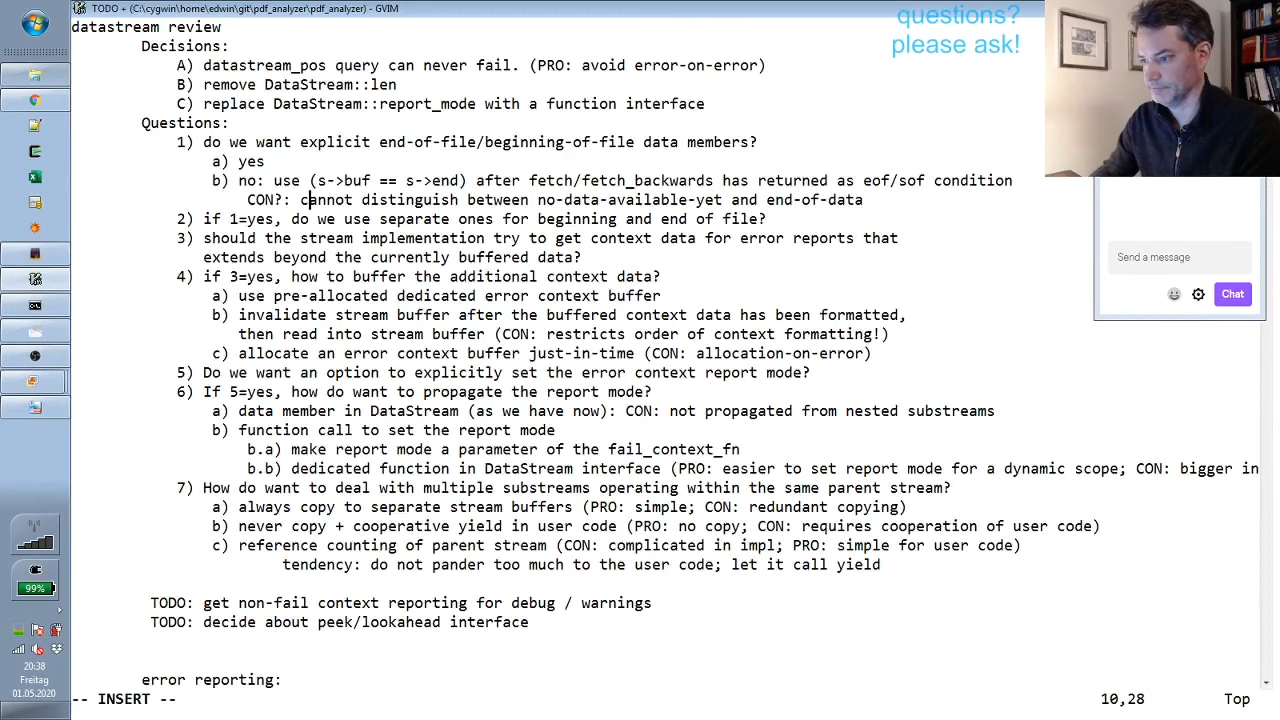 TODO + (C:\cygwin\home\edwin\git\pdf_analyzer\pdf_analyzer) - GVIM
questions?
please ask!
datastream review
Decisions:
A) datastream_pos query can never fail. (PRO: avoid error-on-error)
B) remove DataStream::len
C) replace DataStream::report_mode with a function interface
Questions:
1) do we want explicit end-of-file/beginning-of-file data members?
a) yes
b) no: use (s->buf == s->end) after fetch/fetch_backwards has returned as eof/sof condition
CON?: cannot distinguish between no-data-available-yet and end-of-data
2) if 1=yes, do we use separate ones for beginning and end of file?
3) should the stream implementation try to get context data for error reports that
extends beyond the currently buffered data?
4) if 3=yes, how to buffer the additional context data?
a) use pre-allocated dedicated error context buffer
b) invalidate stream buffer after the buffered context data has been formatted,
then read into stream buffer (CON: restricts order of context formatting!)
c) allocate an error context buffer just-in-time (CON: allocation-on-error)
5) Do we want an option to explicitly set the error context report mode?
6) If 5=yes, how do want to propagate the report mode?
a) data member in DataStream (as we have now): CON: not propagated from nested substreams
b) function call to set the report mode
b.a) make report mode a parameter of the fail_context_fn
b.b) dedicated function in DataStream interface (PRO: easier to set report mode for a dynamic scope; CON: bigger in
7) How do want to deal with multiple substreams operating within the same parent stream?
a) always copy to separate stream buffers (PRO: simple; CON: redundant copying)
b) never copy + cooperative yield in user code (PRO: no copy; CON: requires cooperation of user code)
c) reference counting of parent stream (CON: complicated in impl; PRO: simple for user code)
tendency: do not pander too much to the user code; let it call yield
TODO: get non-fail context reporting for debug / warnings
TODO: decide about peek/lookahead interface
error reporting:
-- INSERT --
10,28
Top
Send a message
Chat
99%
20:38
Freitag
01.05.2020